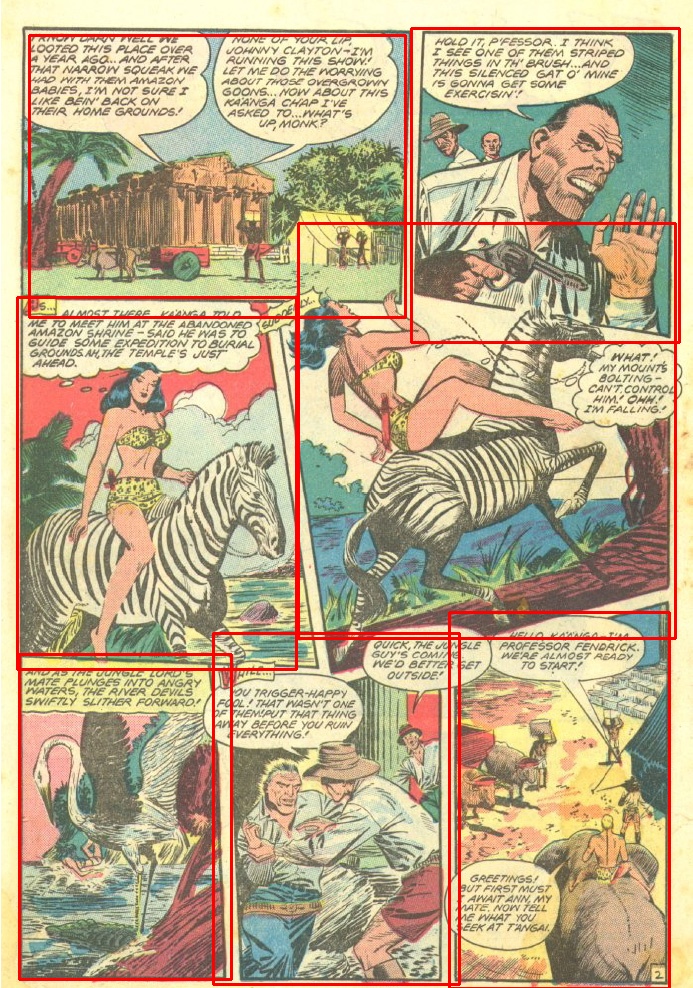 KNOW DARN WELL WE
LOOTED THIS PLACE OVER
A YEAR AGO...AND AFTER
THAT NARROW SQUEAK WE
HAD WITH THEM AMAZON
BABIES, I'M NOT SURE I
LIKE BEIN' BACK ON
THEIR HOME GROUNDS!
NONE OF YOUR LIP,
JOHNNY CLAYTON-I'M
RUNNING THIS SHOW!
LET ME DO THE WORRYING
ABOUT THOSE OVERGROWN
GOONS...NOW ABOUT THIS
KA'ANGA CHAP I'VE
ASKED TO...WHAT'S
UP, MONK?
HOLD IT, P'FESSOR. I THINK
I SEE ONE OF THEM STRIPED
THINGS IN TH' BRUSH...AND
THIS SILENCED GAT O' MINE
IS GONNA GET SOME
EXERCISIN'!
ALMOST THERE. KA'ANGA TOLD
ME TO MEET HIM AT THE ABANDONED
AMAZON SHRINE-SAID HE WAS TO
GUIDE SOME EXPEDITION TO BURIAL
GROUNDS. AH, THE TEMPLE'S JUST
AHEAD.
SUDDENLY...
WHAT!
MY MOUNT'S
BOLTING-
CAN'T CONTROL
HIM! OHH!
I'M FALLING!
AND AS THE JUNGLE LORD'S
MATE PLUNGES INTO ANGRY
WATERS, THE RIVER DEVILS
SWIFTLY SLITHER FORWARD!
WHILE...
YOU TRIGGER-HAPPY
FOOL! THAT WASN'T ONE
OF THEM! PUT THAT THING
AWAY BEFORE YOU RUIN
EVERYTHING!
QUICK, THE JUNGLE
GUY'S COMING.
WE'D BETTER GET
OUTSIDE!
HELLO, KA'ANGA-I'M
PROFESSOR FENDRICK.
WE'RE ALMOST READY
TO START!
GREETINGS!
BUT FIRST MUST
I AWAIT ANN, MY
MATE. NOW TELL
ME WHAT YOU
SEEK AT T'ANGAI.
2